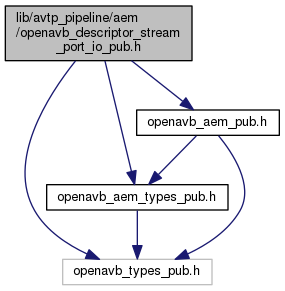 lib/avtp_pipeline/aem
/openavb_descriptor_stream
_port_io_pub.h
openavb_aem_pub.h
openavb_aem_types_pub.h
openavb_types_pub.h